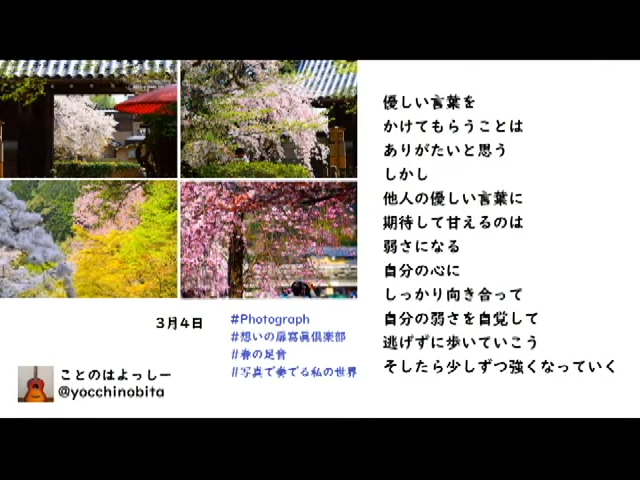 優しい言葉を
かけてもらうことは
ありがたいと思う
しかし
他人の優しい言葉に
期待して甘えるのは
弱さになる
自分の心に
しっかり向き合って
自分の弱さを自覚して
逃げずに歩いていこう
そしたら少しずつ強くなっていく
3月4日
#Photograph
#想いの扉寫眞倶楽部
#春の足音
#写真で奏でる私の世界
ことのはよっしー
@yocchinobita